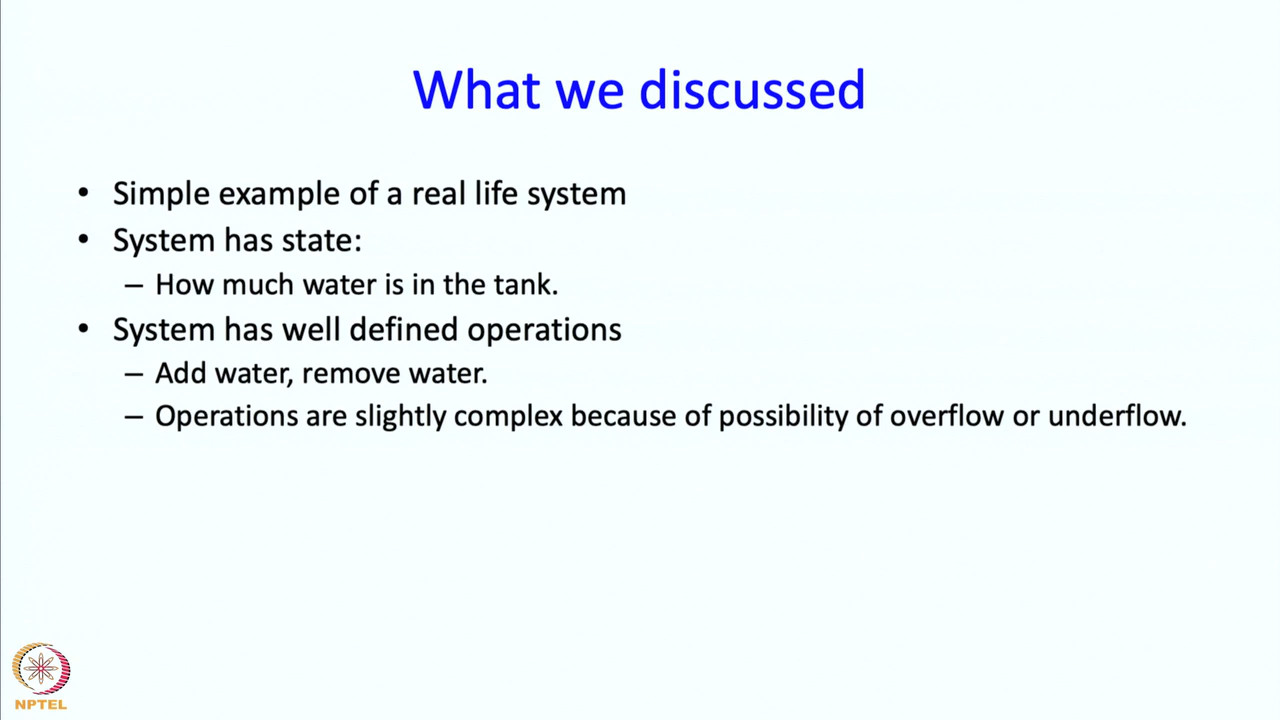 What we discussed
• Simple example of a real life system
• System has state:
– How much water is in the tank.
• System has well defined operations
– Add water, remove water.
– Operations are slightly complex because of possibility of overflow or underflow.
NPTEL